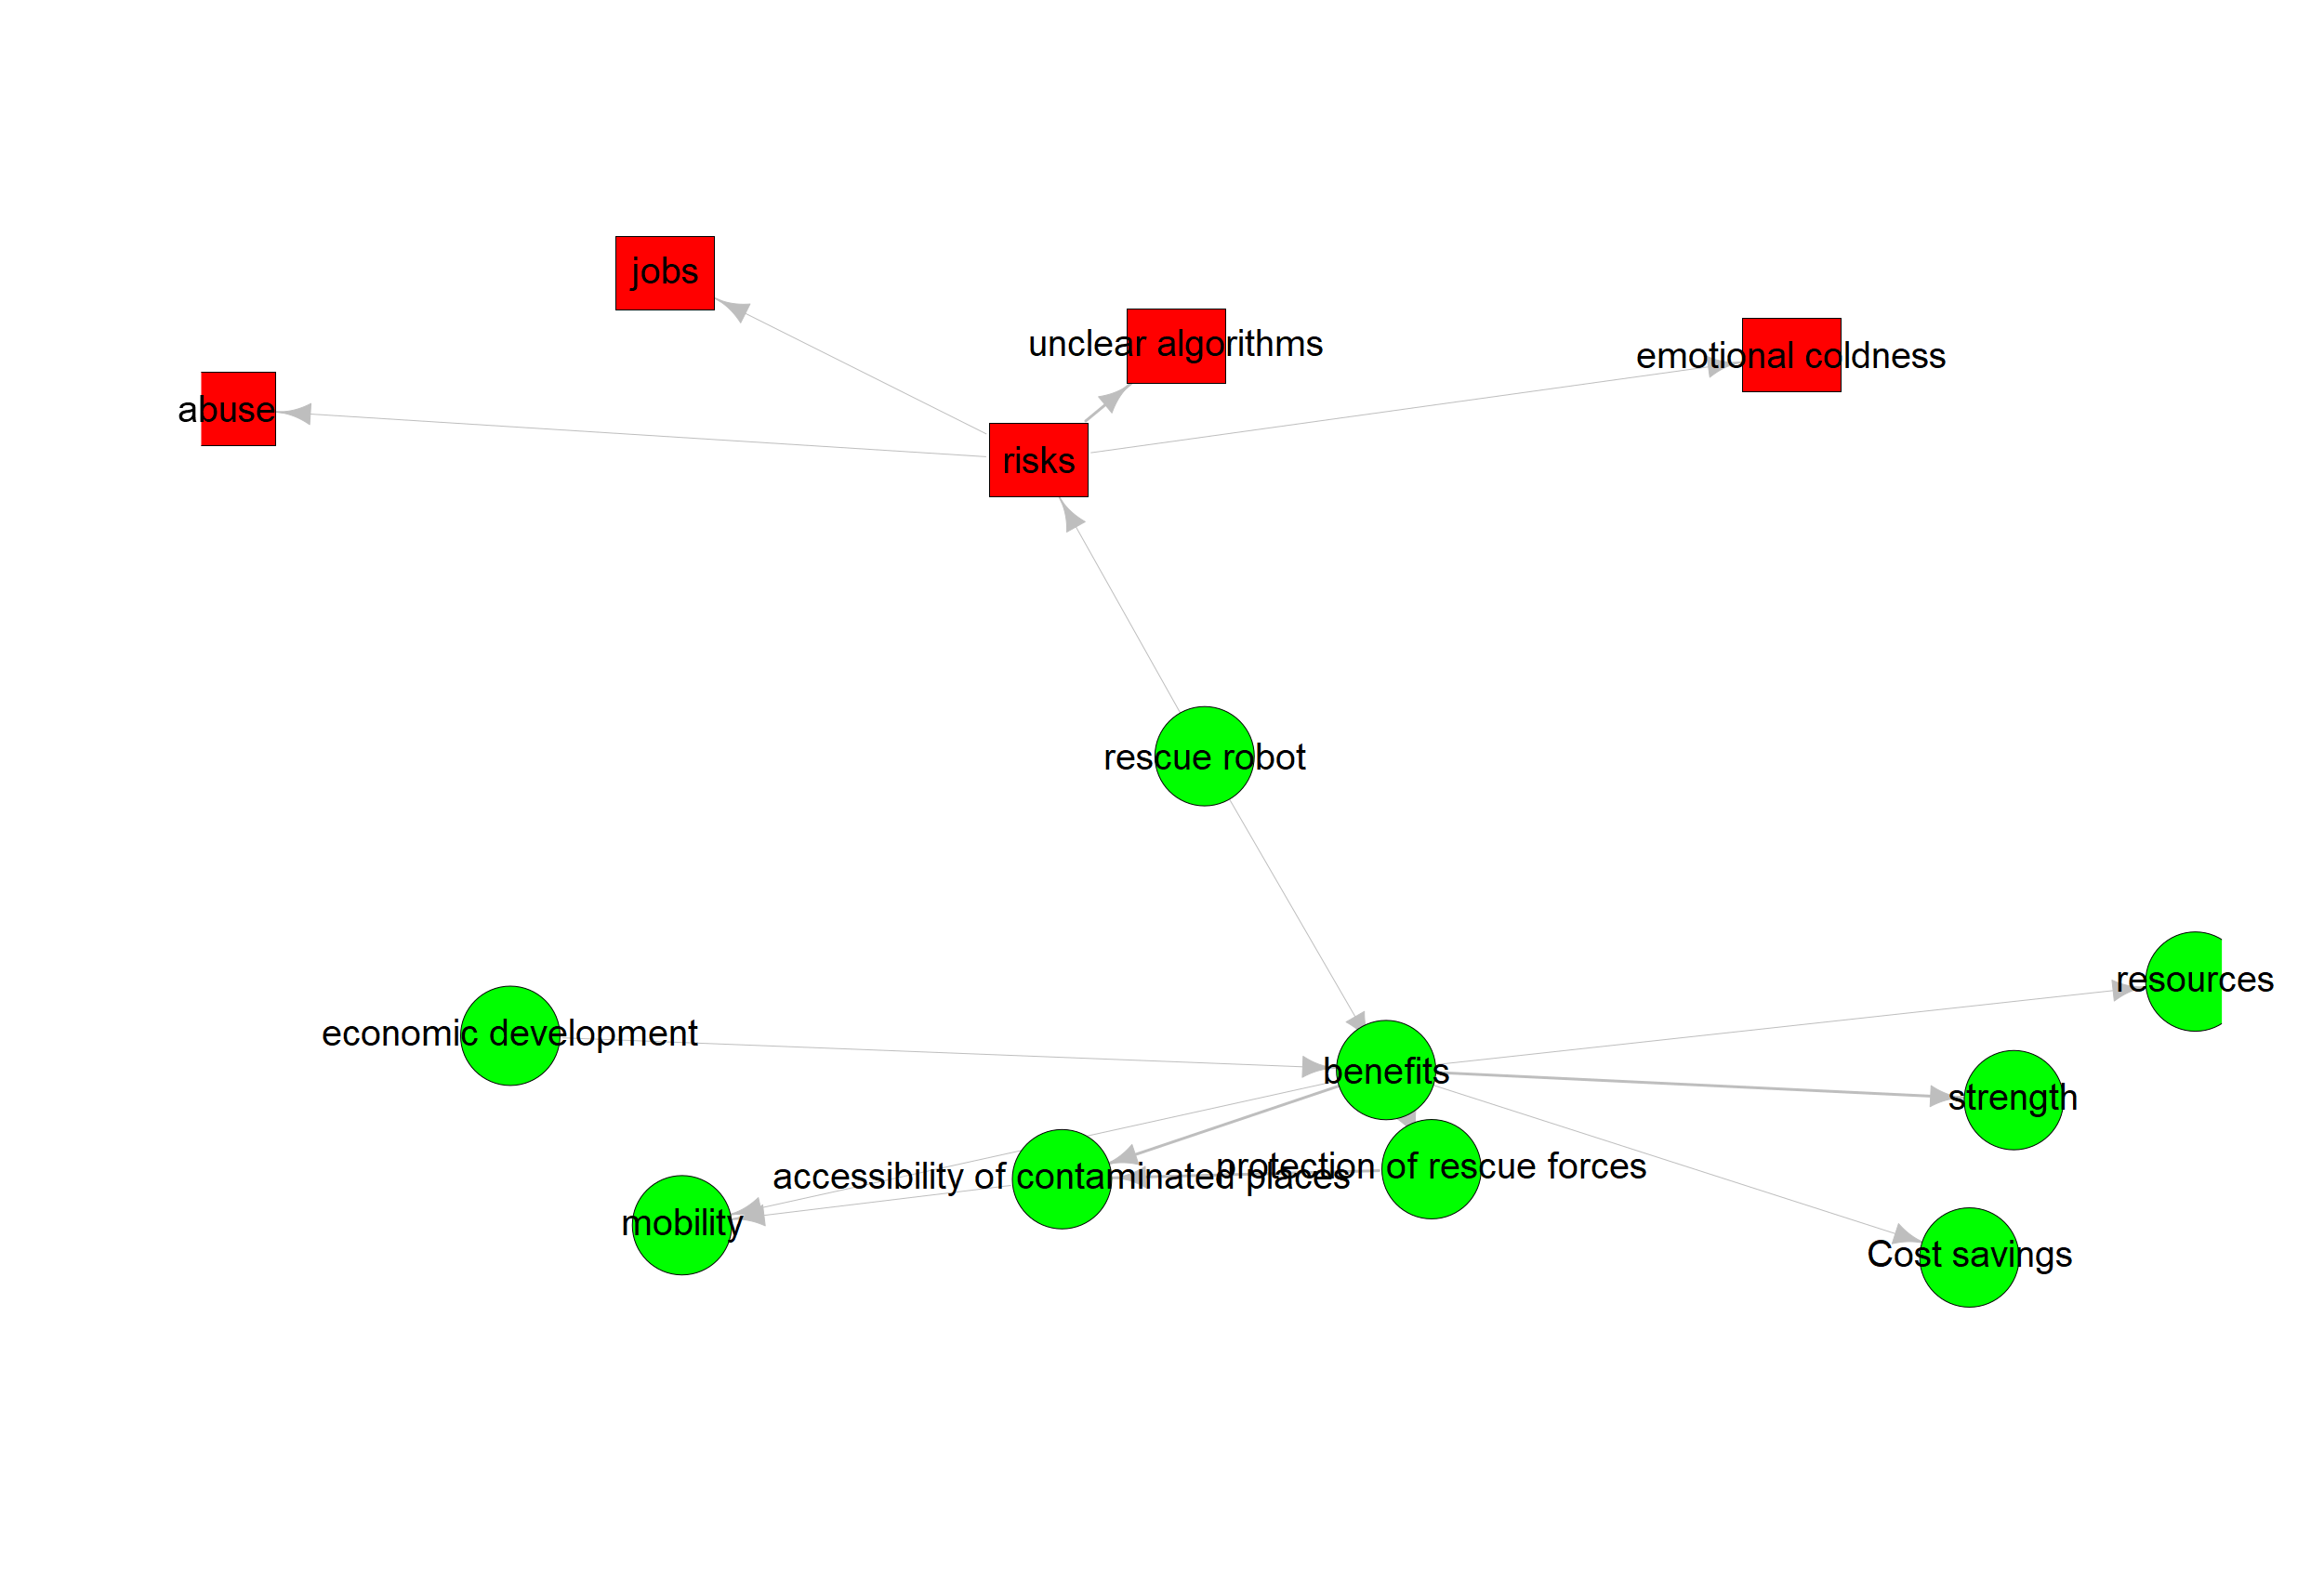 jobs
unclear algorithms
emotional coldness
abuse
risks
rescue robot
resources
economic development
benefits
strength
protection of rescue forces
accessibility of contaminated places
mobility
Cost savings